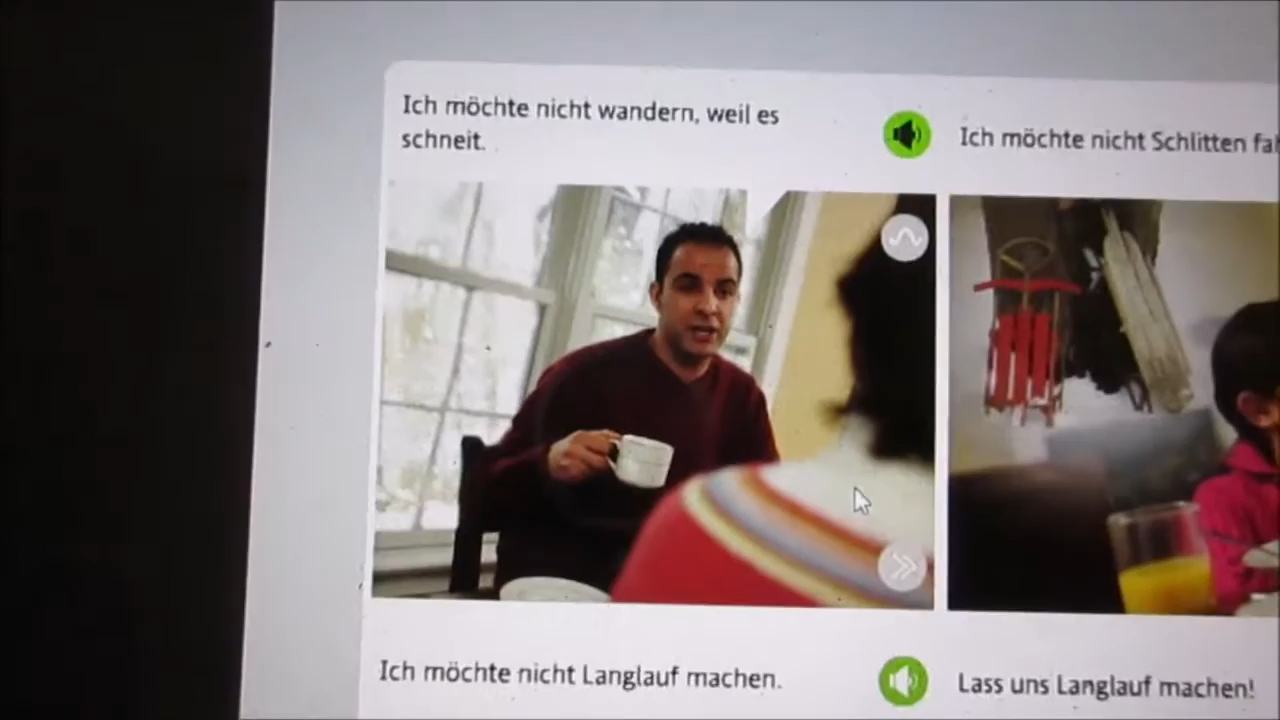 Ich möchte nicht wandern, weil es
schneit.
Ich möchte nicht Schlitten
Ich möchte nicht Langlauf machen.
Lass uns Langlauf machen!